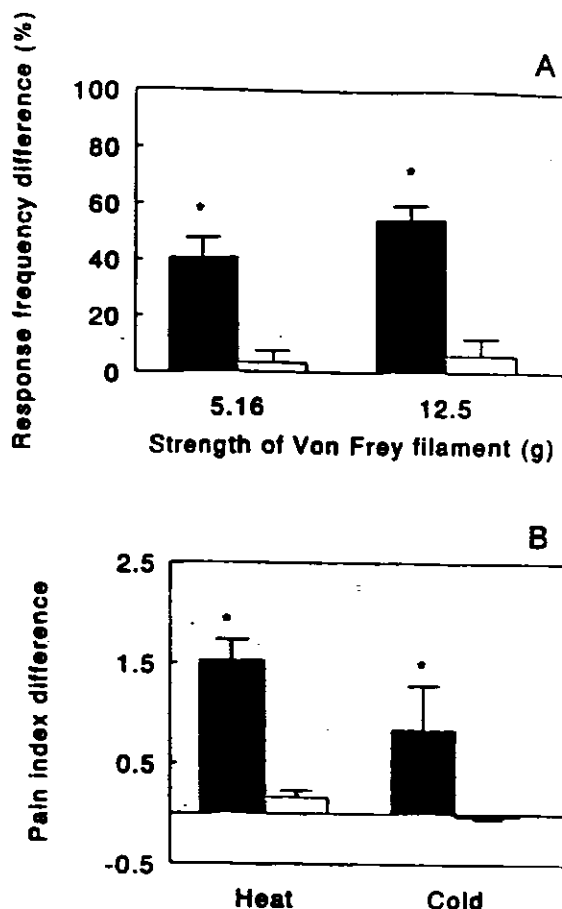 A
Response frequency difference (%)
100
80
60
40
20
0
*
*
5.16 12.5
Strength of Von Frey filament (g)
B
Pain index difference
2.5
1.5
0.5
-0.5
*
*
Heat Cold